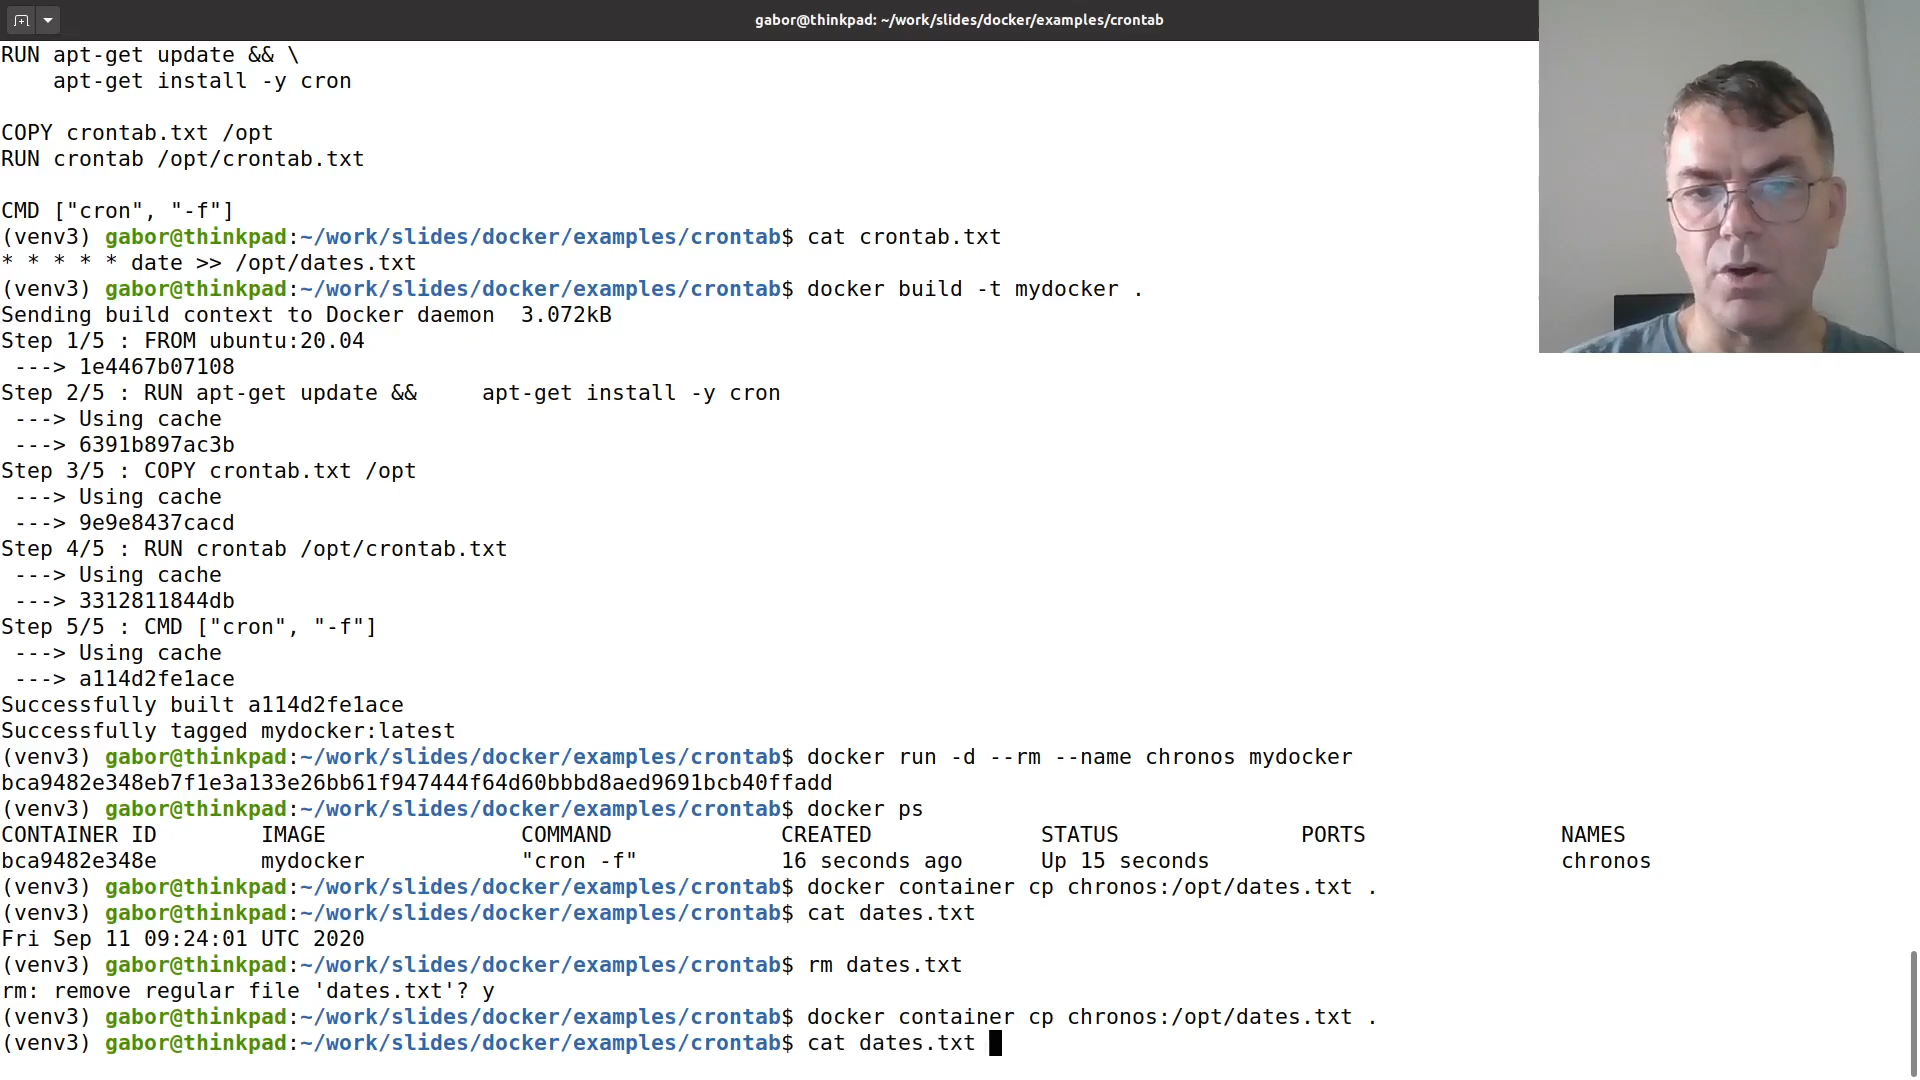 gabor@thinkpad: ~/work/slides/docker/examples/crontab
RUN apt-get update && \
    apt-get install -y cron

COPY crontab.txt /opt
RUN crontab /opt/crontab.txt

CMD ["cron", "-f"]
(venv3) gabor@thinkpad:~/work/slides/docker/examples/crontab$ cat crontab.txt
* * * * * date >> /opt/dates.txt
(venv3) gabor@thinkpad:~/work/slides/docker/examples/crontab$ docker build -t mydocker .
Sending build context to Docker daemon  3.072kB
Step 1/5 : FROM ubuntu:20.04
 ---> 1e4467b07108
Step 2/5 : RUN apt-get update &&     apt-get install -y cron
 ---> Using cache
 ---> 6391b897ac3b
Step 3/5 : COPY crontab.txt /opt
 ---> Using cache
 ---> 9e9e8437cacd
Step 4/5 : RUN crontab /opt/crontab.txt
 ---> Using cache
 ---> 3312811844db
Step 5/5 : CMD ["cron", "-f"]
 ---> Using cache
 ---> a114d2fe1ace
Successfully built a114d2fe1ace
Successfully tagged mydocker:latest
(venv3) gabor@thinkpad:~/work/slides/docker/examples/crontab$ docker run -d --rm --name chronos mydocker
bca9482e348eb7f1e3a133e26bb61f947444f64d60bbbd8aed9691bcb40ffadd
(venv3) gabor@thinkpad:~/work/slides/docker/examples/crontab$ docker ps
CONTAINER ID        IMAGE               COMMAND             CREATED             STATUS              PORTS               NAMES
bca9482e348e        mydocker            "cron -f"           16 seconds ago      Up 15 seconds                           chronos
(venv3) gabor@thinkpad:~/work/slides/docker/examples/crontab$ docker container cp chronos:/opt/dates.txt .
(venv3) gabor@thinkpad:~/work/slides/docker/examples/crontab$ cat dates.txt
Fri Sep 11 09:24:01 UTC 2020
(venv3) gabor@thinkpad:~/work/slides/docker/examples/crontab$ rm dates.txt
rm: remove regular file 'dates.txt'? y
(venv3) gabor@thinkpad:~/work/slides/docker/examples/crontab$ docker container cp chronos:/opt/dates.txt .
(venv3) gabor@thinkpad:~/work/slides/docker/examples/crontab$ cat dates.txt